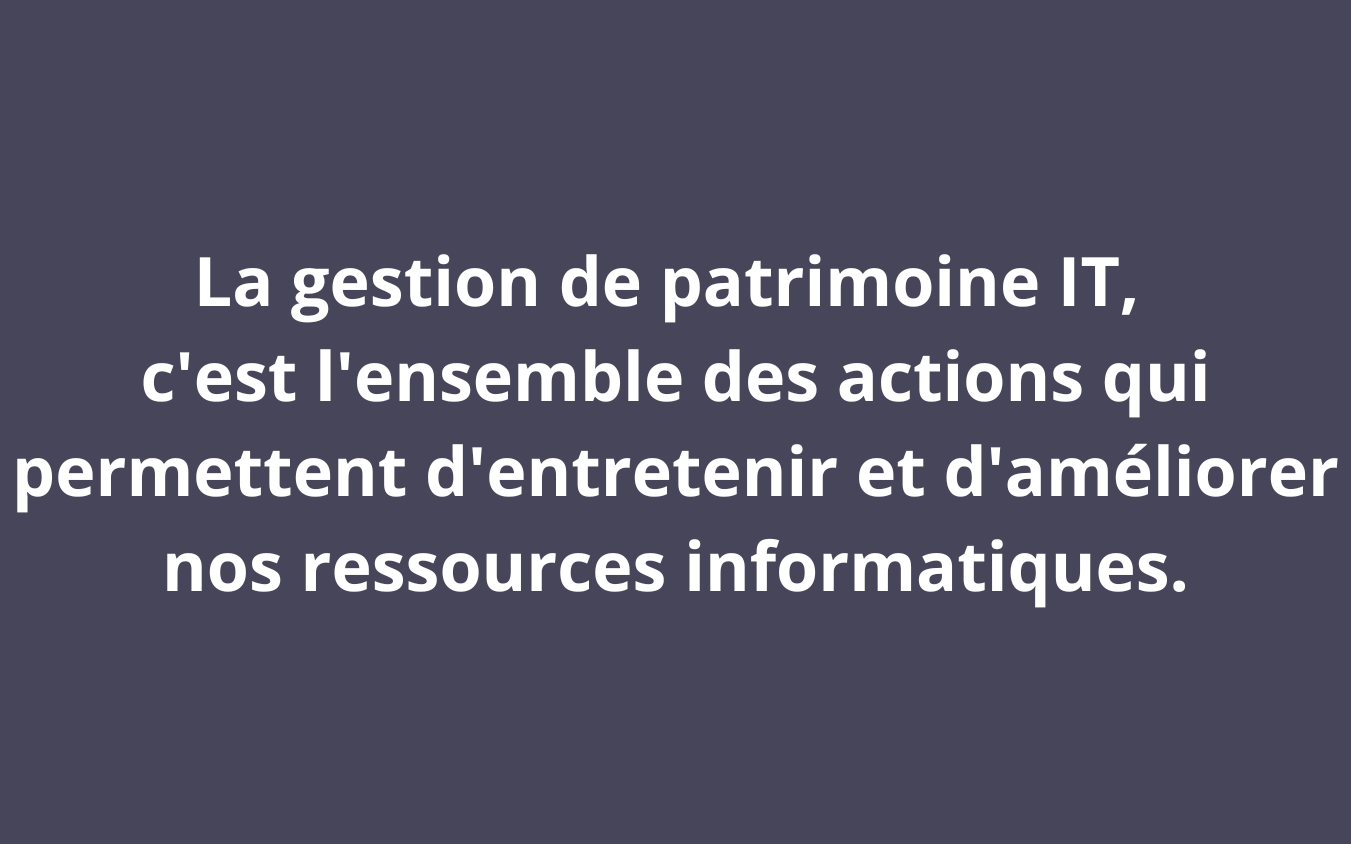 La gestion de patrimoine IT,
c'est l'ensemble des actions qui
permettent d'entretenir et d'améliorer
nos ressources informatiques.